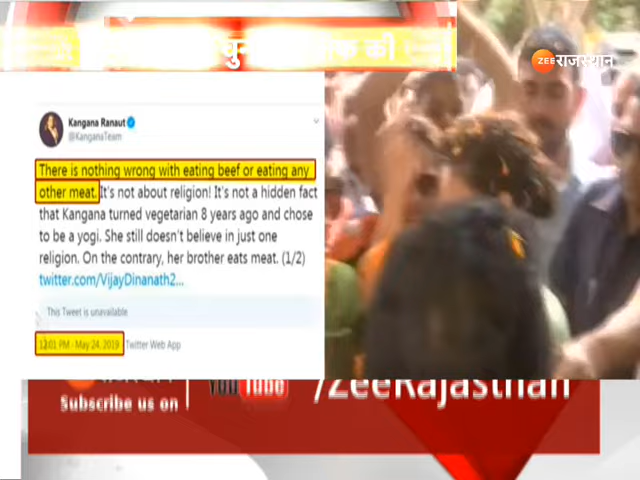 की
ZEE राजस्थान
Kangana Ranaut
@KanganaTeam
There is nothing wrong with eating beef or eating any
other meat. It's not about religion! It's not a hidden fact
that Kangana turned vegetarian 8 years ago and chose
to be a yogi. She still doesn't believe in just one
religion. On the contrary, her brother eats meat. (1/2)
twitter.com/VijayDinanath2...
This Tweet is unavailable
12:01 PM - May 24, 2019 Twitter Web App
Subscribe us on
YouTube /ZeeRajasthan